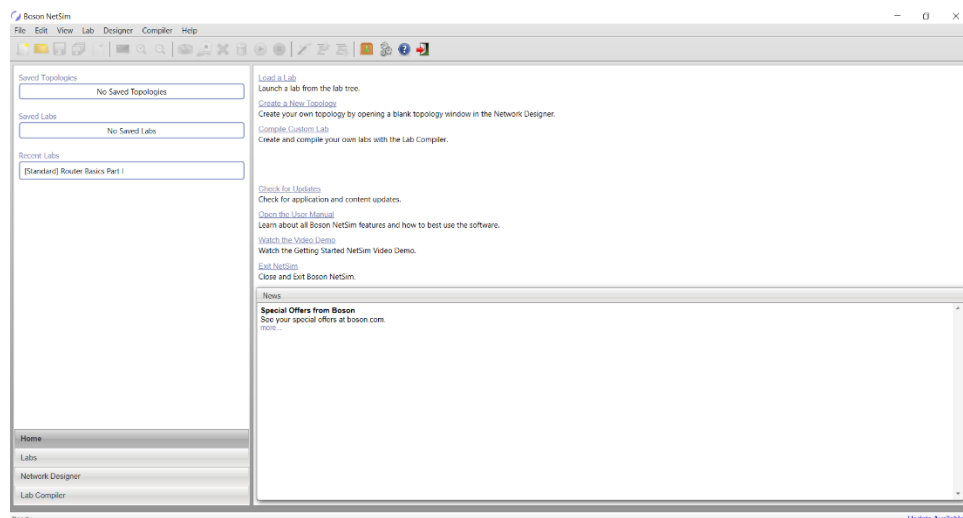 Boson NetSim
File Edit View Lab Designer Compiler Help
Saved Topologies
No Saved Topologies
Saved Labs
No Saved Labs
Recent Labs
[Standard] Router Basics Part I
Home
Labs
Network Designer
Lab Compiler
Load a Lab
Launch a lab from the lab tree.
Create a New Topology
Create your own topology by opening a blank topology window in the Network Designer.
Compile Custom Lab
Create and compile your own labs with the Lab Compiler.
Check for Updates
Check for application and content updates.
Open the User Manual
Learn about all Boson NetSim features and how to best use the software.
Watch the Video Demo
Watch the Getting Started NetSim Video Demo.
Exit NetSim
Close and Exit Boson NetSim.
News
Special Offers from Boson
See your special offers at boson.com.
more...
Update Available